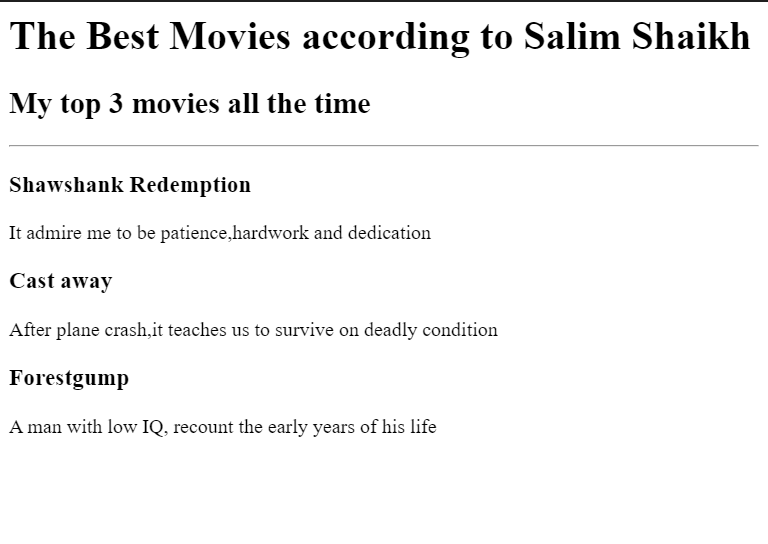 The Best Movies according to Salim Shaikh
My top 3 movies all the time
Shawshank Redemption
It admire me to be patience,hardwork and dedication
Cast away
After plane crash,it teaches us to survive on deadly condition
Forestgump
A man with low IQ, recount the early years of his life